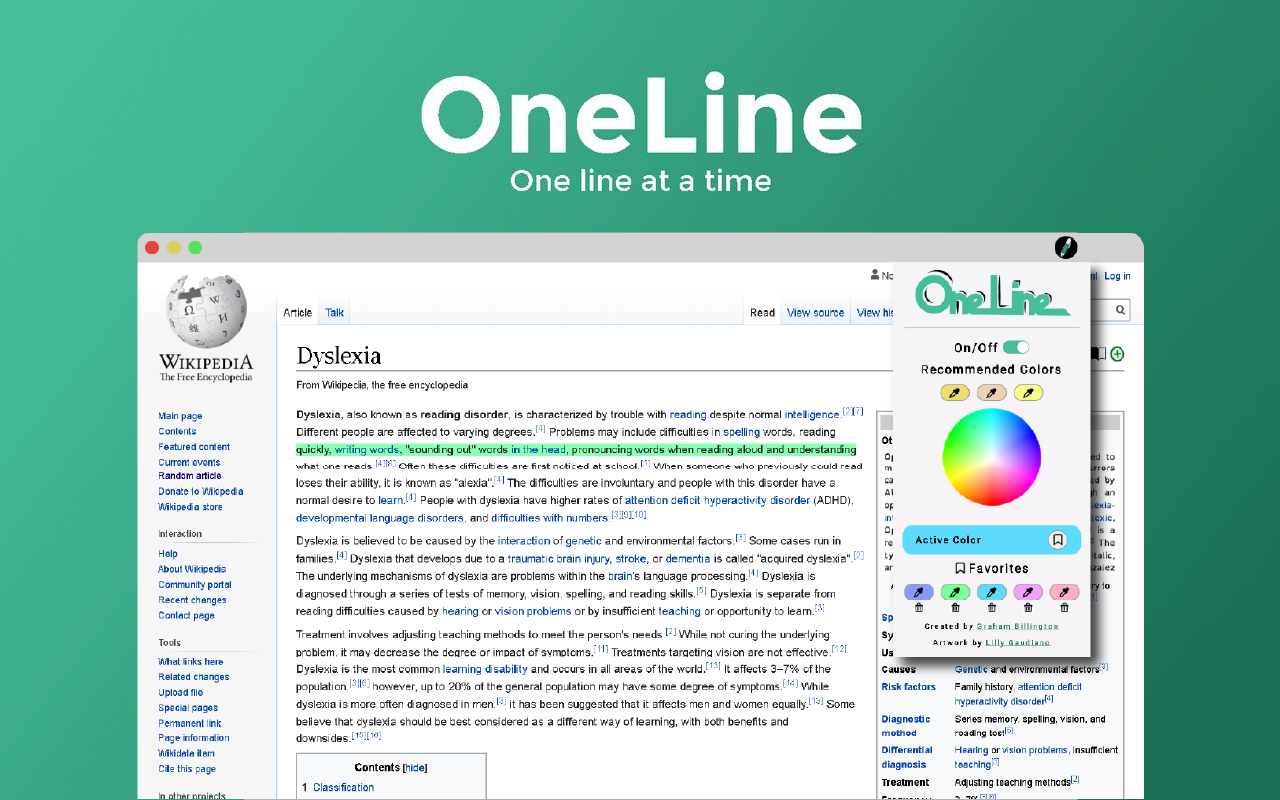 OneLine
One line at a time
WIKIPEDIA
The Free Encyclopedia
Main page
Contents
Featured content
Current events
Random article
Donate to Wikipedia
Wikipedia store
Interaction
Help
About Wikipedia
Community portal
Recent changes
Contact page
Tools
What links here
Related changes
Upload file
Special pages
Permanent link
Page information
Wikidata item
Cite this page
In other projects
Log in
Article Talk
Read View source View his
Dyslexia
From Wikipedia, the free encyclopedia
Dyslexia, also known as reading disorder, is characterized by trouble with reading despite normal intelligence.[2][7]
Different people are affected to varying degrees.[4] Problems may include difficulties in spelling words, reading
quickly, writing words, "sounding out" words in the head, pronouncing words when reading aloud and understanding
what one reads.[4][8] Often these difficulties are first noticed at school.[3] When someone who previously could read
loses their ability, it is known as "alexia".[4] The difficulties are involuntary and people with this disorder have a
normal desire to learn.[4] People with dyslexia have higher rates of attention deficit hyperactivity disorder (ADHD),
developmental language disorders, and difficulties with numbers.[3][9][10]
Dyslexia is believed to be caused by the interaction of genetic and environmental factors.[3] Some cases run in
families.[4] Dyslexia that develops due to a traumatic brain injury, stroke, or dementia is called "acquired dyslexia".[2]
The underlying mechanisms of dyslexia are problems within the brain's language processing.[4] Dyslexia is
diagnosed through a series of tests of memory, vision, spelling, and reading skills.[5] Dyslexia is separate from
reading difficulties caused by hearing or vision problems or by insufficient teaching or opportunity to learn.[3]
Treatment involves adjusting teaching methods to meet the person's needs.[2] While not curing the underlying
problem, it may decrease the degree or impact of symptoms.[11] Treatments targeting vision are not effective.[12]
Dyslexia is the most common learning disability and occurs in all areas of the world.[13] It affects 3–7% of the
population,[3][8] however, up to 20% of the general population may have some degree of symptoms.[14] While
dyslexia is more often diagnosed in men,[3] it has been suggested that it affects men and women equally.[13] Some
believe that dyslexia should be best considered as a different way of learning, with both benefits and
downsides.[15][16]
Contents [hide]
1 Classification
OneLine
On/Off
Recommended Colors
Active Color
Favorites
Created by Graham Billington
Artwork by Lilly Gaudiano
Causes Genetic and environmental factors[3]
Risk factors Family history, attention deficit
hyperactivity disorder[4]
Diagnostic Series memory, spelling, vision, and
method reading test[5]
Differential Hearing or vision problems, insufficient
diagnosis teaching[3]
Treatment Adjusting teaching methods[2]